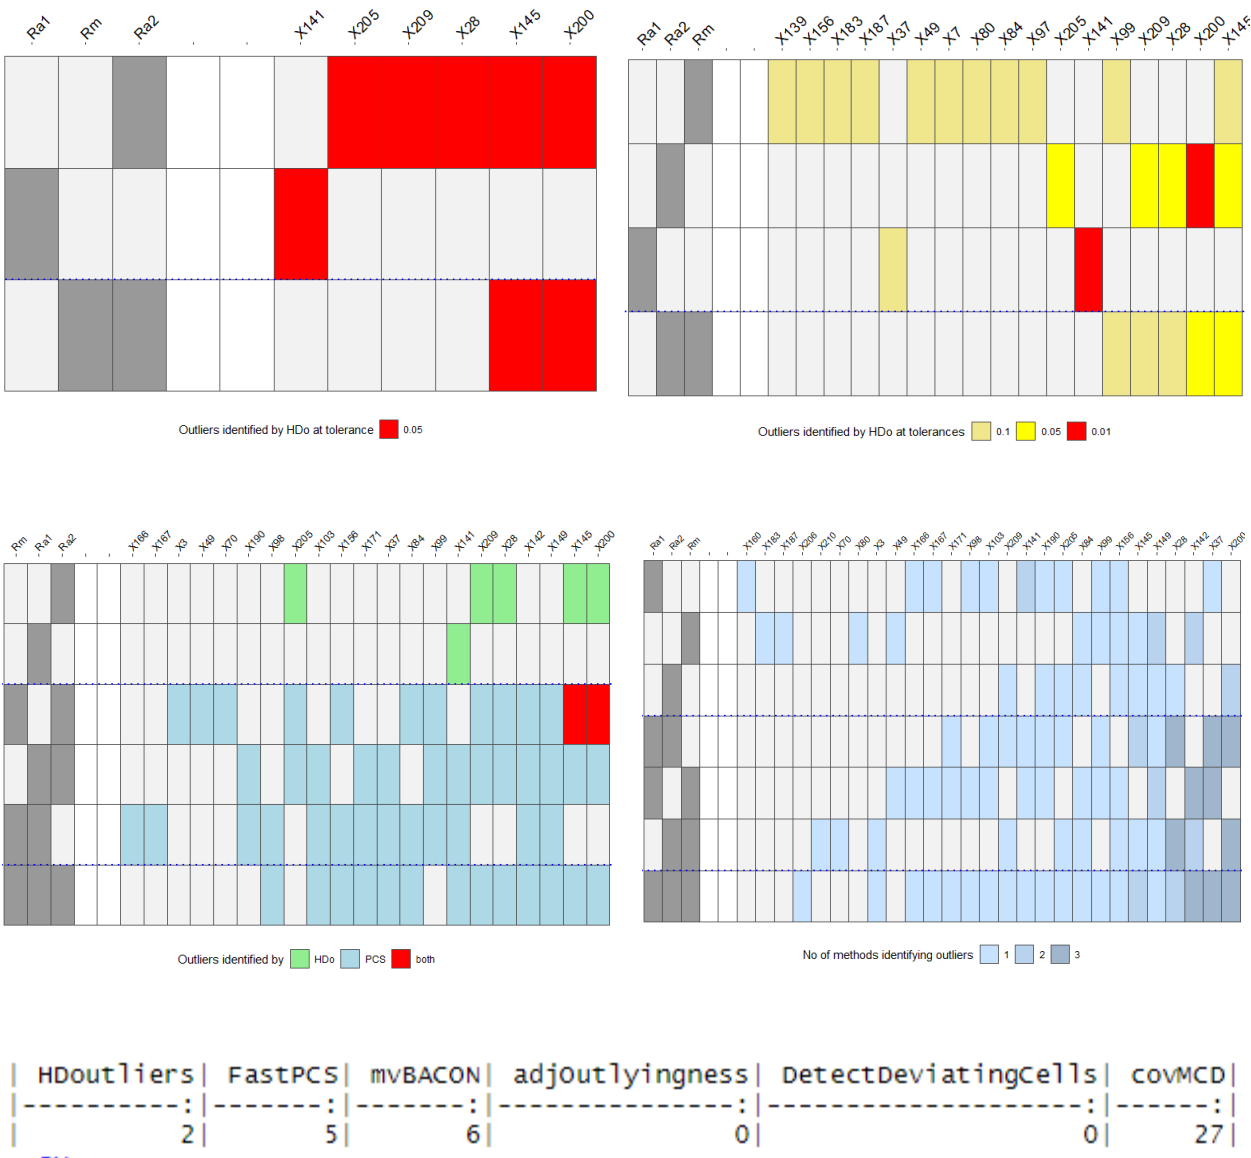 Ra1 Rm Ra2 . . X141 X205 X209 X28 X145 X200
Outliers identified by HDo at tolerance 0.05
Ra1 Ra2 Rm . . X139 X156 X183 X187 X37 X49 X7 X80 X84 X97 X205 X141 X99 X209 X28 X200 X145
Outliers identified by HDo at tolerances 0.1 0.05 0.01
Rm Ra1 Ra2 . . X166 X167 X3 X49 X70 X190 X98 X205 X103 X156 X171 X37 X84 X99 X141 X209 X28 X142 X149 X145 X200
Outliers identified by HDo PCS both
Ra1 Ra2 Rm . . X160 X183 X187 X206 X210 X70 X80 X3 X49 X166 X167 X171 X98 X103 X209 X141 X190 X205 X84 X99 X156 X145 X149 X28 X142 X37 X200
No of methods identifying outliers 1 2 3
| HDoutliers| FastPCS| mvBACON| adjOutlyingness| DetectDeviatingCells| covMCD|
|----------:|-------:|-------:|---------------:|--------------------:|------:|
| 2| 5| 6| 0| 0| 27|